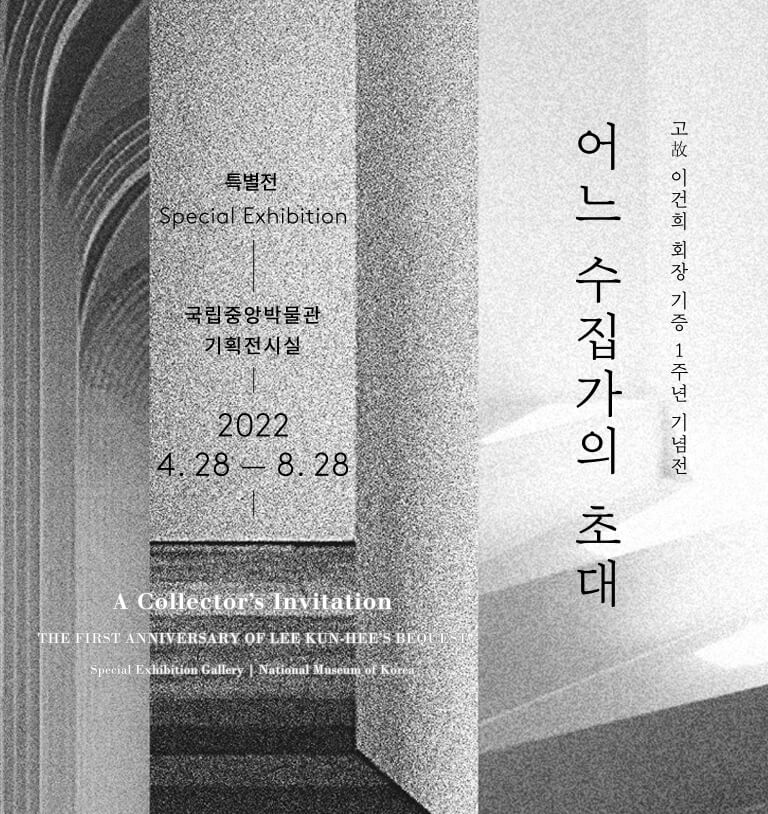 특별전
Special Exhibition
국립중앙박물관
기획전시실
2022
4. 28 — 8. 28
A Collector's Invitation
THE FIRST ANNIVERSARY OF LEE KUN-HEE'S BEQUEST
Special Exhibition Gallery | National Museum of Korea
어느 수집가의 초대
고故 이건희 회장 기증 1주년 기념전